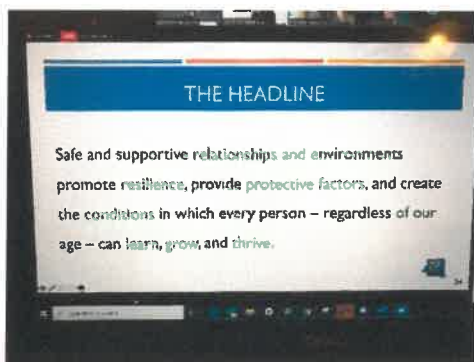 THE HEADLINE
Safe and supportive relationships and environments
promote resilience, provide protective factors, and create
the conditions in which every person – regardless of our
age – can learn, grow, and thrive.